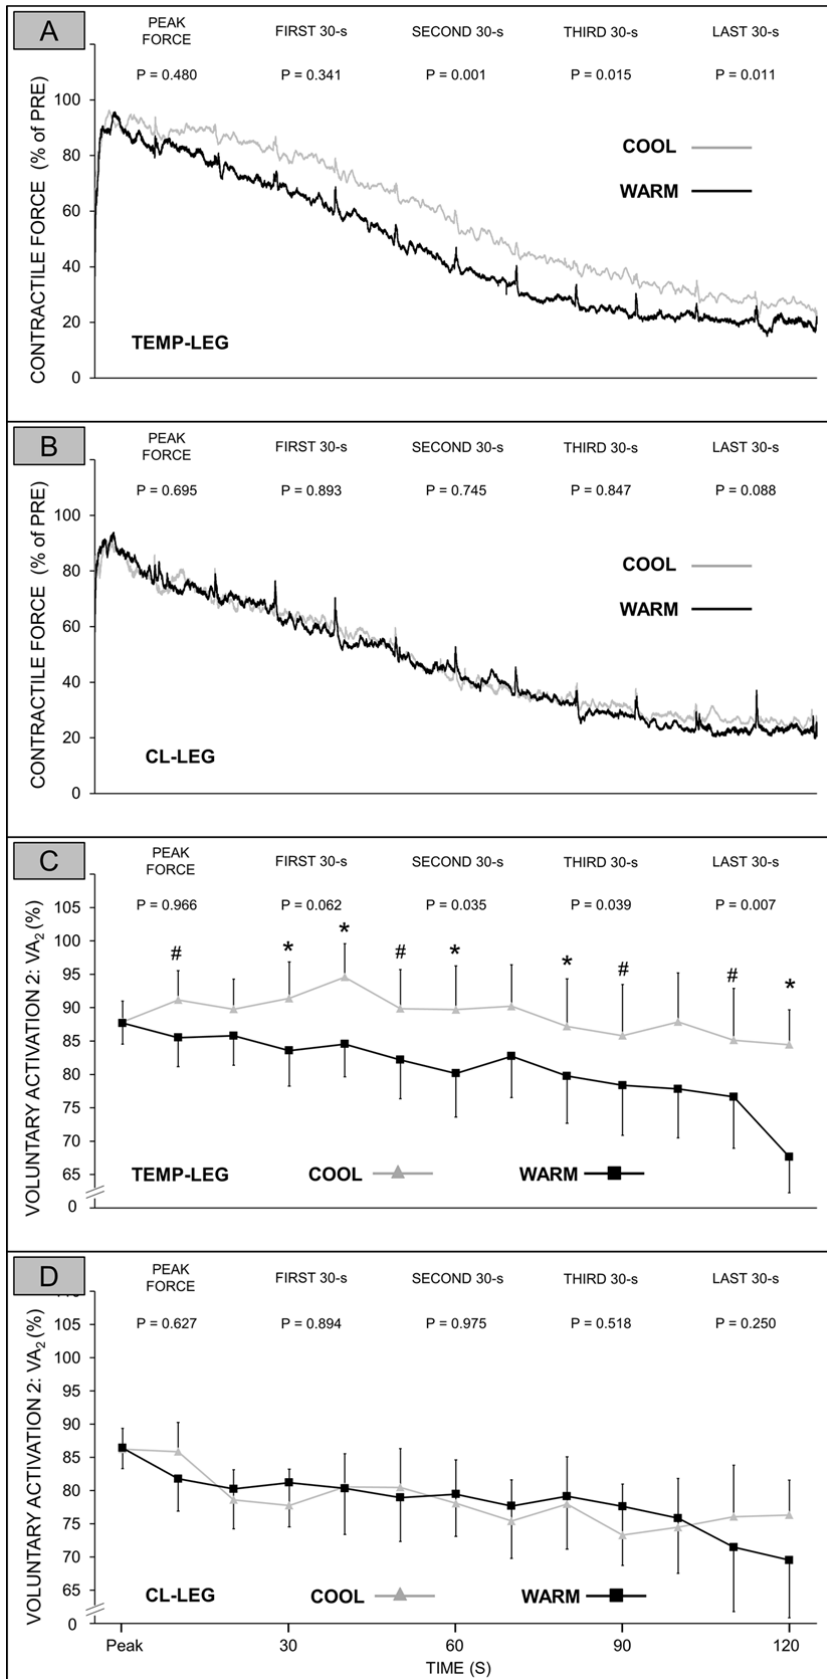 A
PEAK FORCE
FIRST 30-s
SECOND 30-s
THIRD 30-s
LAST 30-s
P = 0.480
P = 0.341
P = 0.001
P = 0.015
P = 0.011
CONTRACTILE FORCE (% of PRE)
100
80
60
40
20
0
COOL
WARM
TEMP-LEG
B
PEAK FORCE
FIRST 30-s
SECOND 30-s
THIRD 30-s
LAST 30-s
P = 0.695
P = 0.893
P = 0.745
P = 0.847
P = 0.088
CONTRACTILE FORCE (% of PRE)
100
80
60
40
20
0
COOL
WARM
CL-LEG
C
PEAK FORCE
FIRST 30-s
SECOND 30-s
THIRD 30-s
LAST 30-s
P = 0.966
P = 0.062
P = 0.035
P = 0.039
P = 0.007
VOLUNTARY ACTIVATION 2: VA₂ (%)
105
100
95
90
85
80
75
70
65
0
# * * # * * # # *
TEMP-LEG
COOL
WARM
D
PEAK FORCE
FIRST 30-s
SECOND 30-s
THIRD 30-s
LAST 30-s
P = 0.627
P = 0.894
P = 0.975
P = 0.518
P = 0.250
VOLUNTARY ACTIVATION 2: VA₂ (%)
105
100
95
90
85
80
75
70
65
0
CL-LEG
COOL
WARM
Peak
30
60
90
120
TIME (S)